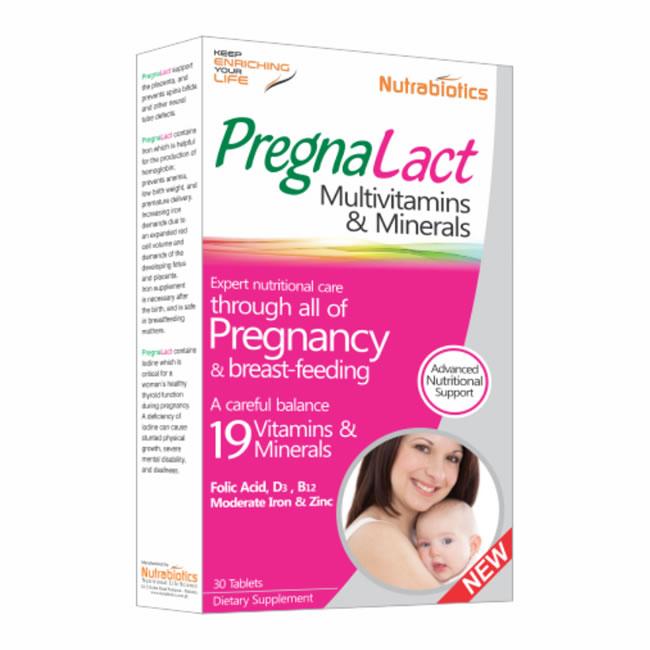 PregnaLact support
the placenta, and
prevents spina bifida
and other neural
tube defects.
PregnaLact contains
Iron which is helpful
for the production of
hemoglobin,
prevents anemia,
low birth weight, and
premature delivery.
Increasing iron
demands due to
an expanded red
cell volume and
demands of the
developing fetus
and placenta.
Iron supplement
is necessary after
the birth, and is safe
in breastfeeding
mothers.
PregnaLact contains
Iodine which is
critical for a
woman's healthy
thyroid function
during pregnancy.
A deficiency of
iodine can cause
stunted physical
growth, severe
mental disability,
and deafness.
Nutrabiotics
KEEP
ENRICHING
YOUR
LIFE
Nutrabiotics
PregnaLact
Multivitamins
& Minerals
Expert nutritional care
through all of
Pregnancy
& breast-feeding
A careful balance
19 Vitamins &
Minerals
Folic Acid, D3 , B12
Moderate Iron & Zinc
Advanced
Nutritional
Support
NEW
30 Tablets
Dietary Supplement